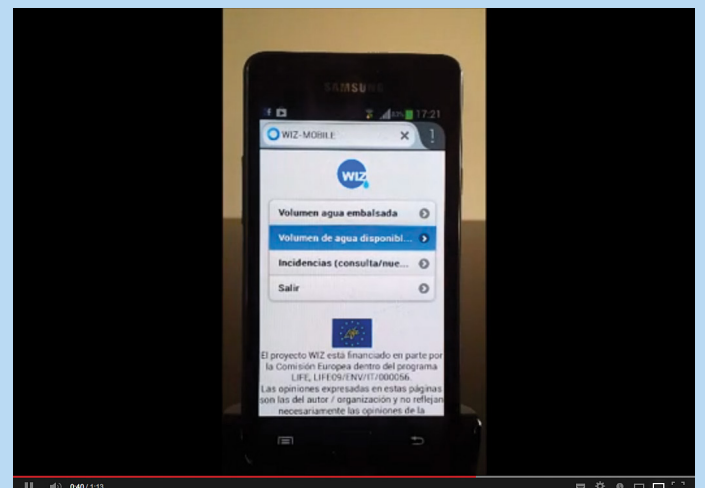 SAMSUNG
17:21
WIZ-MOBILE
WIZ
Volumen agua embalsada
Volumen de agua disponibl...
Incidencias (consulta/nue...
Salir
El proyecto WIZ está financiado en parte por
la Comisión Europea dentro del programa
LIFE, LIFE09/ENV/IT/000056.
Las opiniones expresadas en estas páginas
son las del autor / organización y no reflejan
necesariamente las opiniones de la
0:40 / 1:13